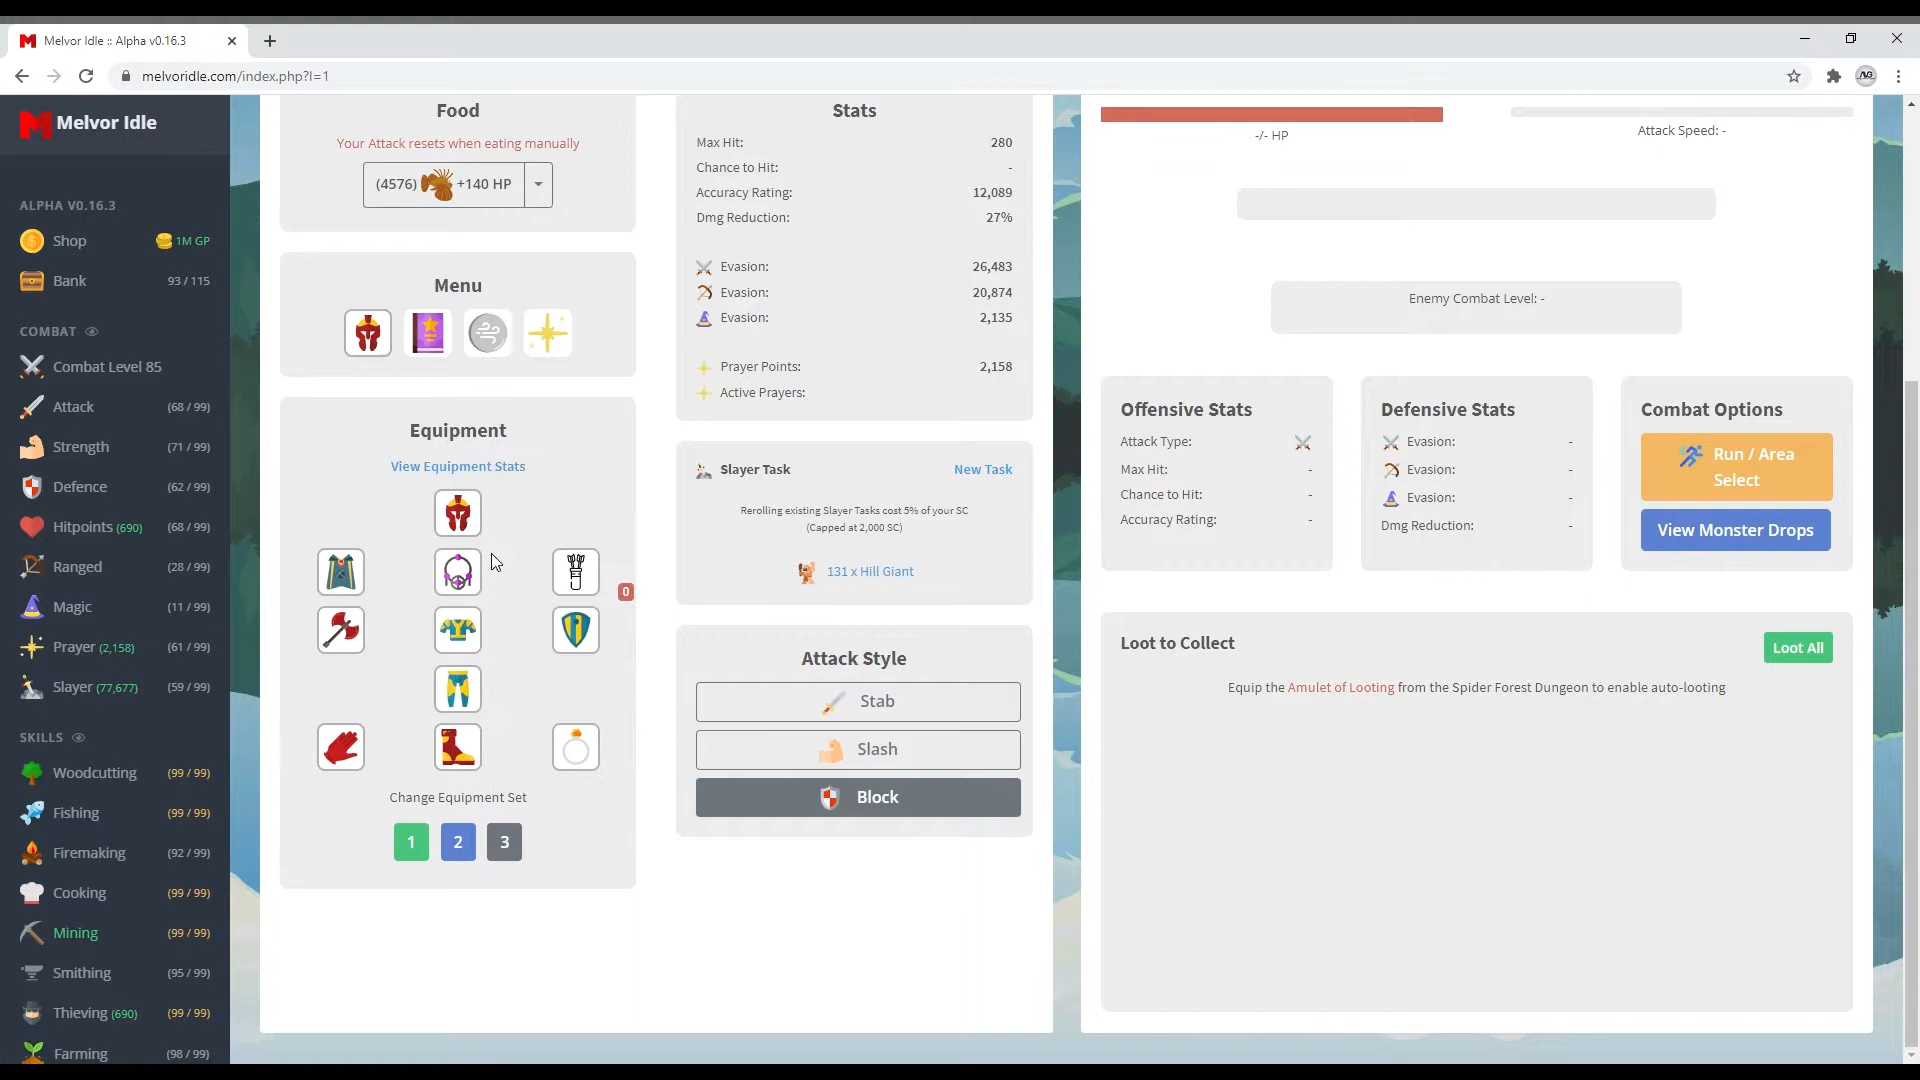 Melvor Idle :: Alpha v0.16.3
melvoridle.com/index.php?l=1
Melvor Idle
ALPHA V0.16.3
Shop 1M GP
Bank 93 / 115
COMBAT
Combat Level 85
Attack (68 / 99)
Strength (71 / 99)
Defence (62 / 99)
Hitpoints (690) (68 / 99)
Ranged (28 / 99)
Magic (11 / 99)
Prayer (2,158) (61 / 99)
Slayer (77,677) (59 / 99)
SKILLS
Woodcutting (99 / 99)
Fishing (99 / 99)
Firemaking (92 / 99)
Cooking (99 / 99)
Mining (99 / 99)
Smithing (95 / 99)
Thieving (690) (99 / 99)
Farming (98 / 99)
Food
Your Attack resets when eating manually
(4576) +140 HP
Menu
Equipment
View Equipment Stats
0
Change Equipment Set
1 2 3
Stats
Max Hit: 280
Chance to Hit: -
Accuracy Rating: 12,089
Dmg Reduction: 27%
Evasion: 26,483
Evasion: 20,874
Evasion: 2,135
Prayer Points: 2,158
Active Prayers:
Slayer Task New Task
Rerolling existing Slayer Tasks cost 5% of your SC
(Capped at 2,000 SC)
131 x Hill Giant
Attack Style
Stab
Slash
Block
-/- HP
Attack Speed: -
Enemy Combat Level: -
Offensive Stats
Attack Type:
Max Hit: -
Chance to Hit: -
Accuracy Rating: -
Defensive Stats
Evasion: -
Evasion: -
Evasion: -
Dmg Reduction: -
Combat Options
Run / Area
Select
View Monster Drops
Loot to Collect
Loot All
Equip the Amulet of Looting from the Spider Forest Dungeon to enable auto-looting